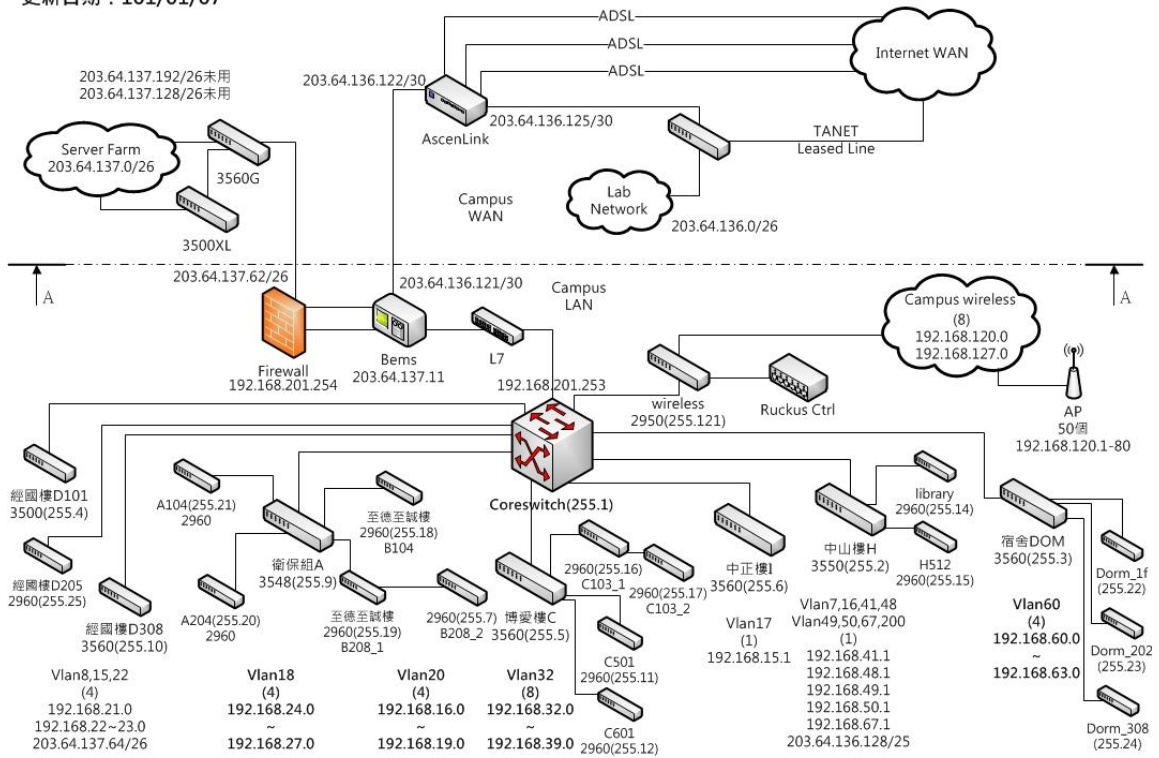 更新日期：101/01/07
ADSL
ADSL
ADSL
Internet WAN
203.64.137.192/26未用
203.64.137.128/26未用
203.64.136.122/30
Server Farm
203.64.137.0/26
3560G
3500XL
AscenLink
203.64.136.125/30
TANET
Leased Line
Campus
WAN
Lab
Network
203.64.136.0/26
A
A
203.64.137.62/26
203.64.136.121/30
Campus
LAN
Campus wireless
(8)
192.168.120.0
192.168.127.0
Firewall
192.168.201.254
Bems
203.64.137.11
L7
192.168.201.253
wireless
2950(255.121)
Ruckus Ctrl
AP
50個
192.168.120.1-80
Coreswitch(255.1)
經國樓D101
3500(255.4)
經國樓D205
2960(255.25)
經國樓D308
3560(255.10)
Vlan8,15,22
(4)
192.168.21.0
192.168.22~23.0
203.64.137.64/26
A104(255.21)
2960
A204(255.20)
2960
衛保組A
3548(255.9)
至德至誠樓
2960(255.18)
B104
至德至誠樓
2960(255.19)
B208_1
2960(255.7)
B208_2
Vlan18
(4)
192.168.24.0
~
192.168.27.0
Vlan20
(4)
192.168.16.0
~
192.168.19.0
博愛樓C
3560(255.5)
2960(255.16)
C103_1
2960(255.17)
C103_2
C501
2960(255.11)
C601
2960(255.12)
Vlan32
(8)
192.168.32.0
~
192.168.39.0
中正樓I
3560(255.6)
Vlan17
(1)
192.168.15.1
中山樓H
3550(255.2)
library
2960(255.14)
H512
2960(255.15)
Vlan7,16,41,48
Vlan49,50,67,200
(1)
192.168.41.1
192.168.48.1
192.168.49.1
192.168.50.1
192.168.67.1
203.64.136.128/25
宿舍DOM
3560(255.3)
Vlan60
(4)
192.168.60.0
~
192.168.63.0
Dorm_1f
(255.22)
Dorm_202
(255.23)
Dorm_308
(255.24)